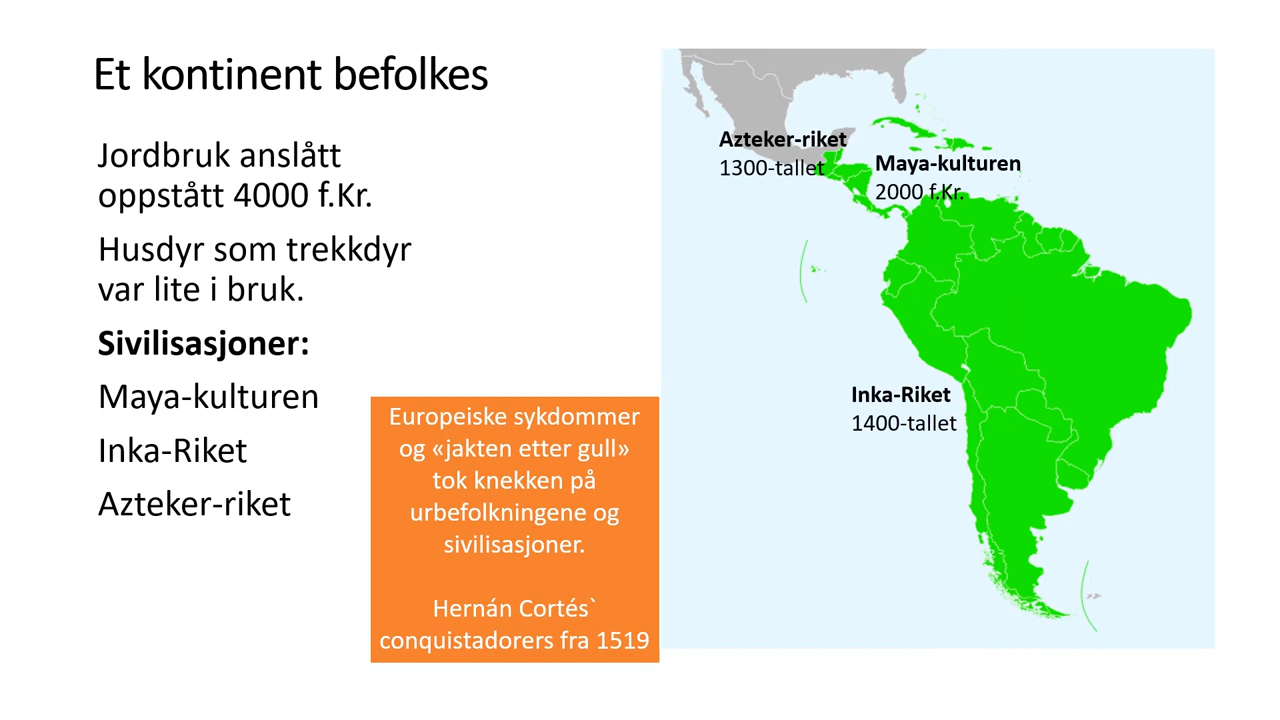 Et kontinent befolkes
Jordbruk anslått
oppstått 4000 f.Kr.
Husdyr som trekkdyr
var lite i bruk.
Sivilisasjoner:
Maya-kulturen
Inka-Riket
Azteker-riket
Europeiske sykdommer
og «jakten etter gull»
tok knekken på
urbefolkningene og
sivilisasjoner.
Hernán Cortés`
conquistadorers fra 1519
Azteker-riket
1300-tallet
Maya-kulturen
2000 f.Kr.
Inka-Riket
1400-tallet